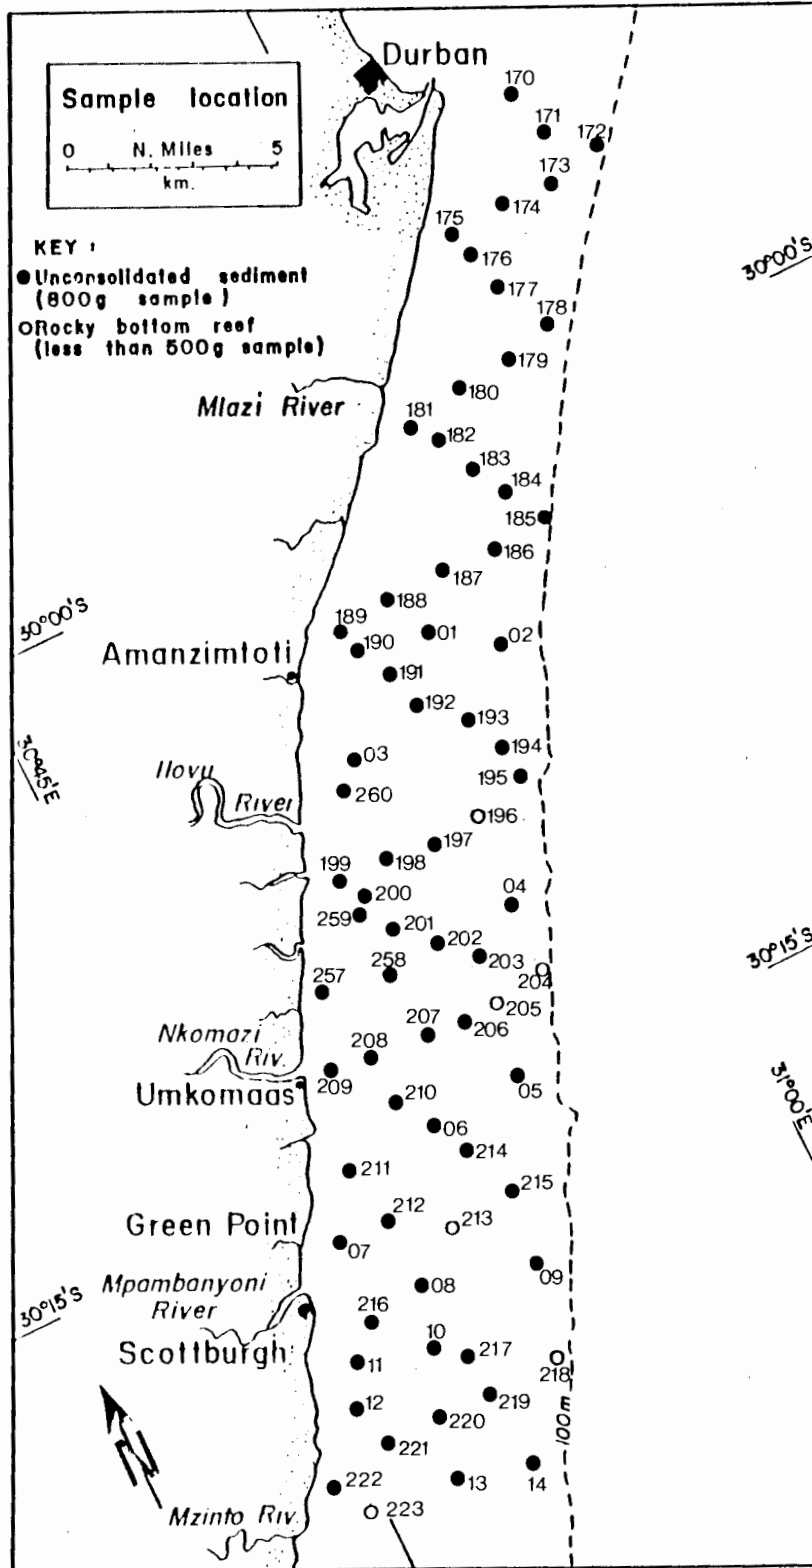 Durban
Sample location
0 N. Miles 5
km.
KEY :
Unconsolidated sediment
(800g sample)
Rocky bottom reef
(less than 500g sample)
170
171
172
173
174
175
176
177
178
30°00'S
179
180
Mlazi River
181
182
183
184
185
186
187
188
189
01
02
30°00'S
190
Amanzimtoti
191
192
193
194
03
195
30°45'E
Ilovu
River
260
196
197
198
199
200
04
259
201
202
203
30°15'S
204
258
257
205
206
207
Nkomazi
Riv.
208
209
05
Umkomaas
210
31°00'E
06
214
211
215
212
213
Green Point
07
09
08
Mpambanyoni
River
30°15'S
216
10
217
218
Scottburgh
11
219
12
220
100m
221
13
14
222
Mzinto Riv.
223
N